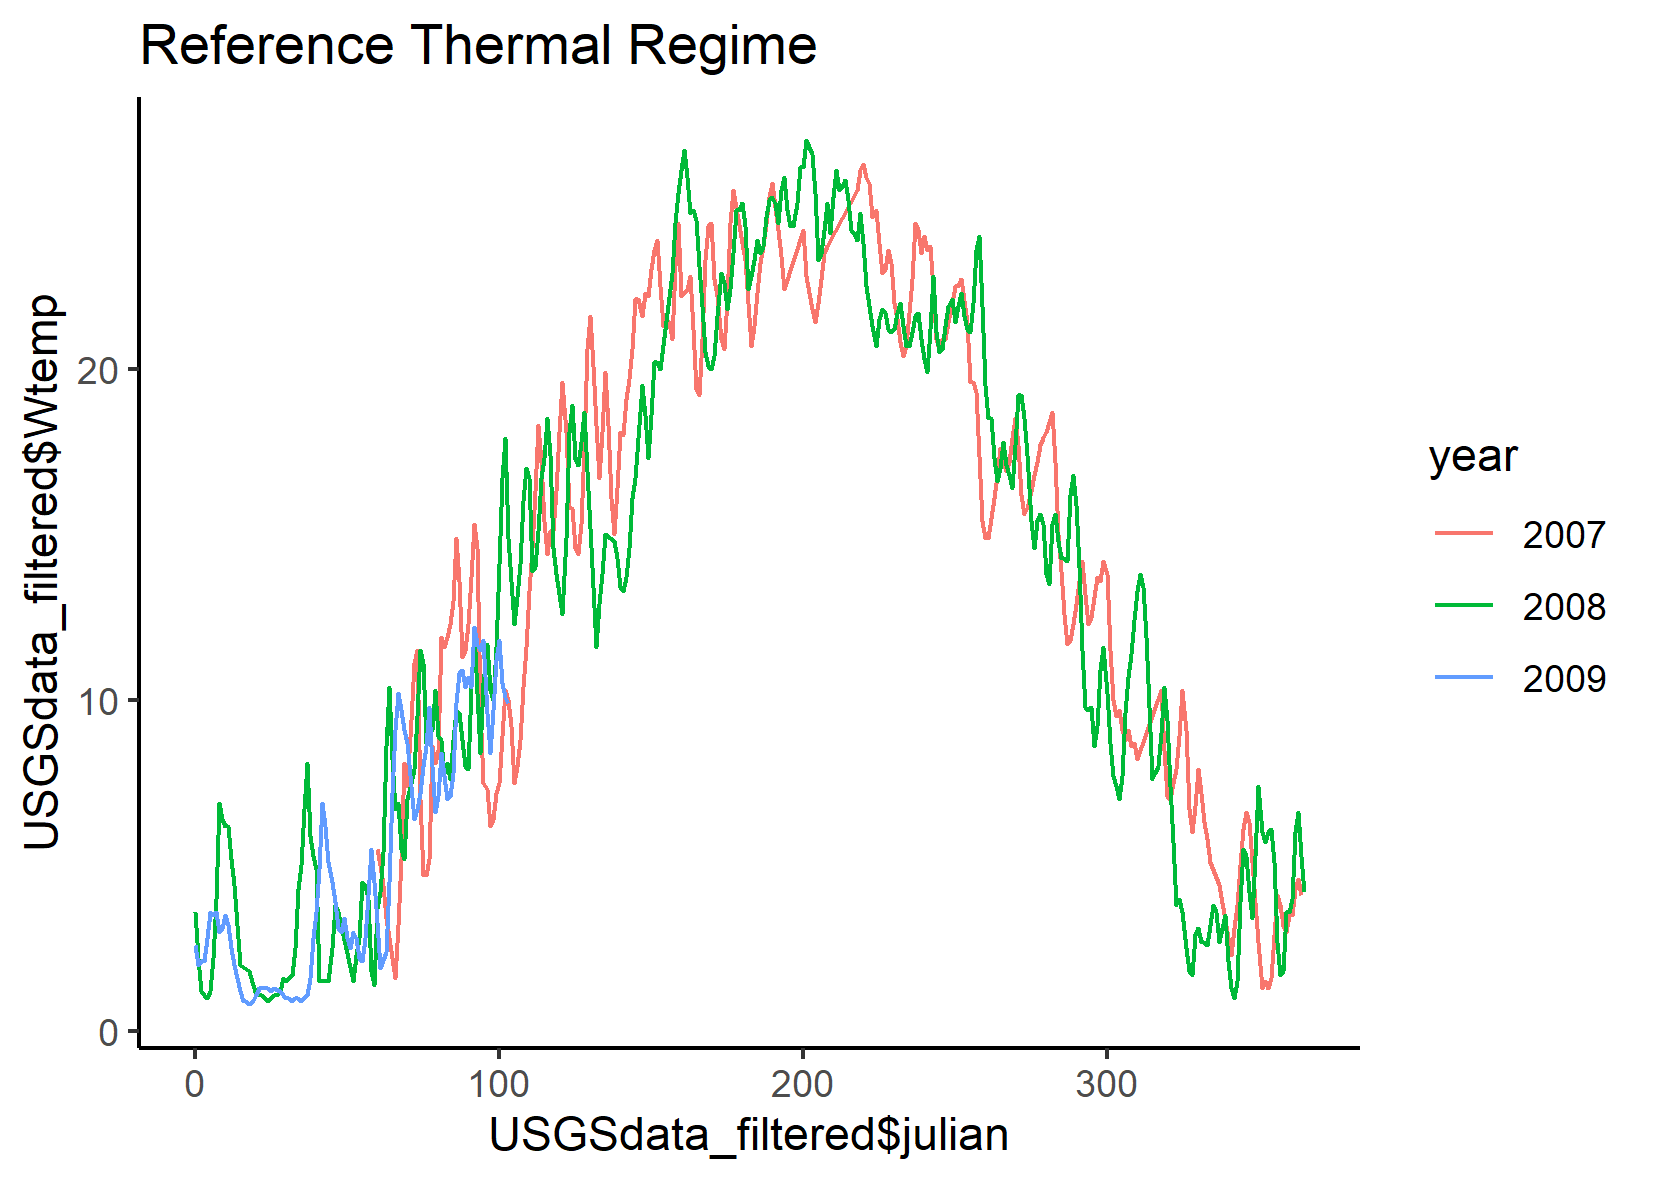 Reference Thermal Regime
USGSdata_filtered$Wtemp
20
10
0
0 100 200 300
USGSdata_filtered$julian
year
2007
2008
2009